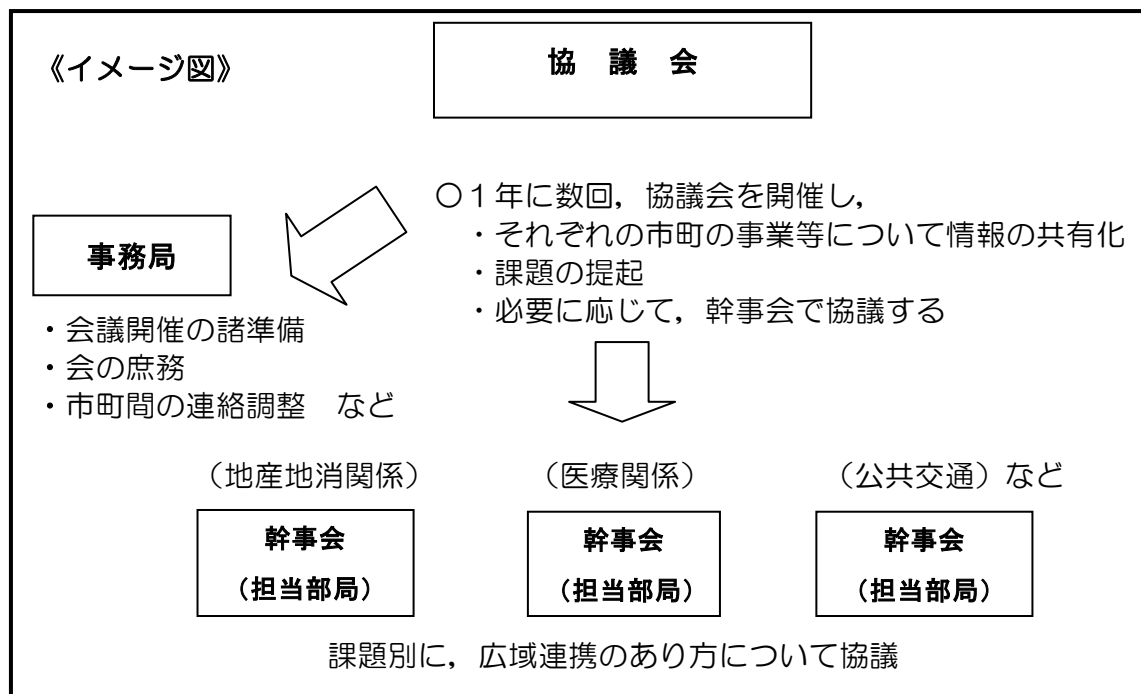 《イメージ図》
協　議　会
〇１年に数回，協議会を開催し，
・それぞれの市町の事業等について情報の共有化
・課題の提起
・必要に応じて，幹事会で協議する
事務局
・会議開催の諸準備
・会の庶務
・市町間の連絡調整　など
（地産地消関係）
（医療関係）
（公共交通）など
幹事会
（担当部局）
幹事会
（担当部局）
幹事会
（担当部局）
課題別に，広域連携のあり方について協議